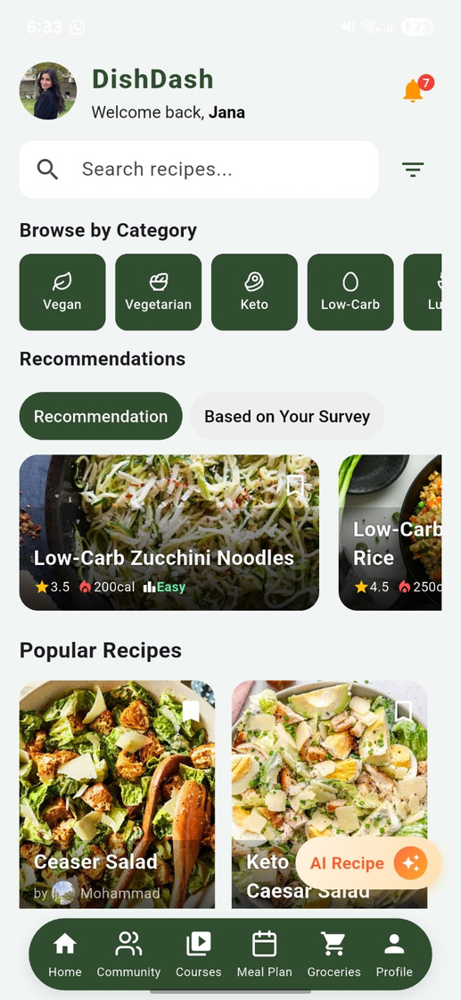 6:33
73
DishDash
7
Welcome back, Jana
Search recipes...
Browse by Category
Vegan
Vegetarian
Keto
Low-Carb
Lu
Recommendations
Recommendation
Based on Your Survey
Low-Carb Zucchini Noodles
3.5 200cal Easy
Low-Carb
Rice
4.5 250c
Popular Recipes
Ceaser Salad
by Mohammad
Keto
Caesar Salad
AI Recipe
Home
Community
Courses
Meal Plan
Groceries
Profile